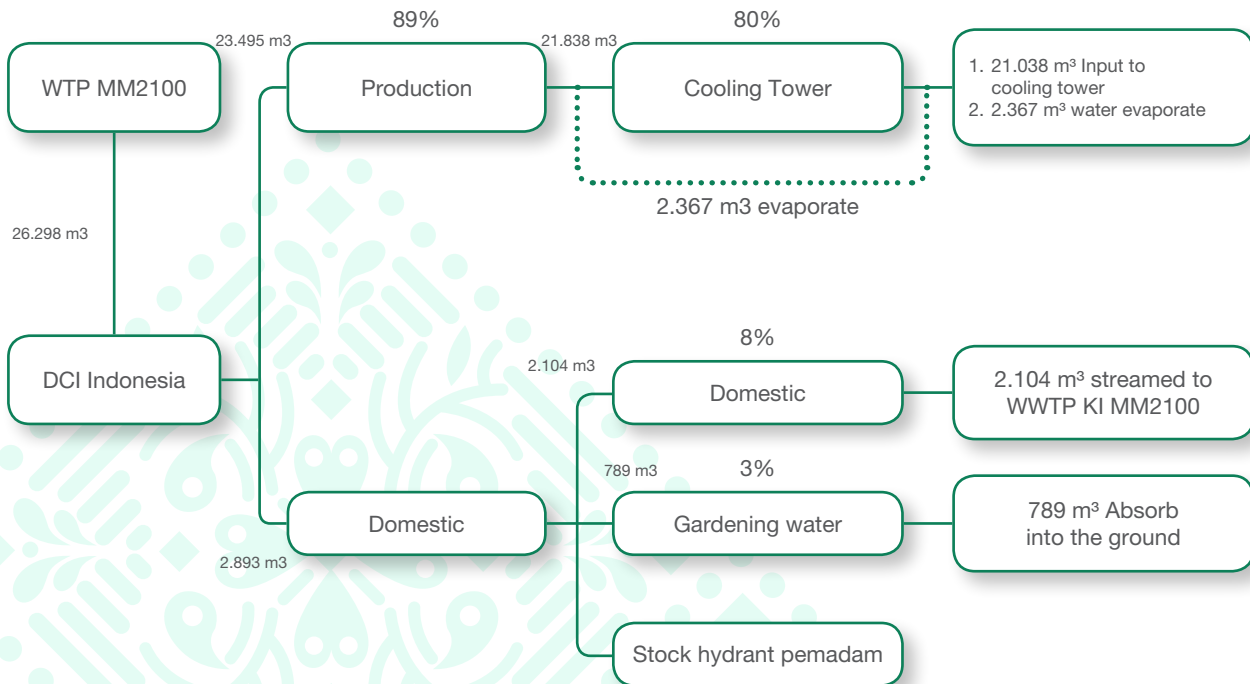 89%
80%
23.495 m3
21.838 m3
WTP MM2100
Production
Cooling Tower
1. 21.038 m³ Input to
cooling tower
2. 2.367 m³ water evaporate
2.367 m3 evaporate
26.298 m3
8%
2.104 m3
DCI Indonesia
Domestic
2.104 m³ streamed to
WWTP KI MM2100
3%
789 m3
Domestic
Gardening water
789 m³ Absorb
into the ground
2.893 m3
Stock hydrant pemadam